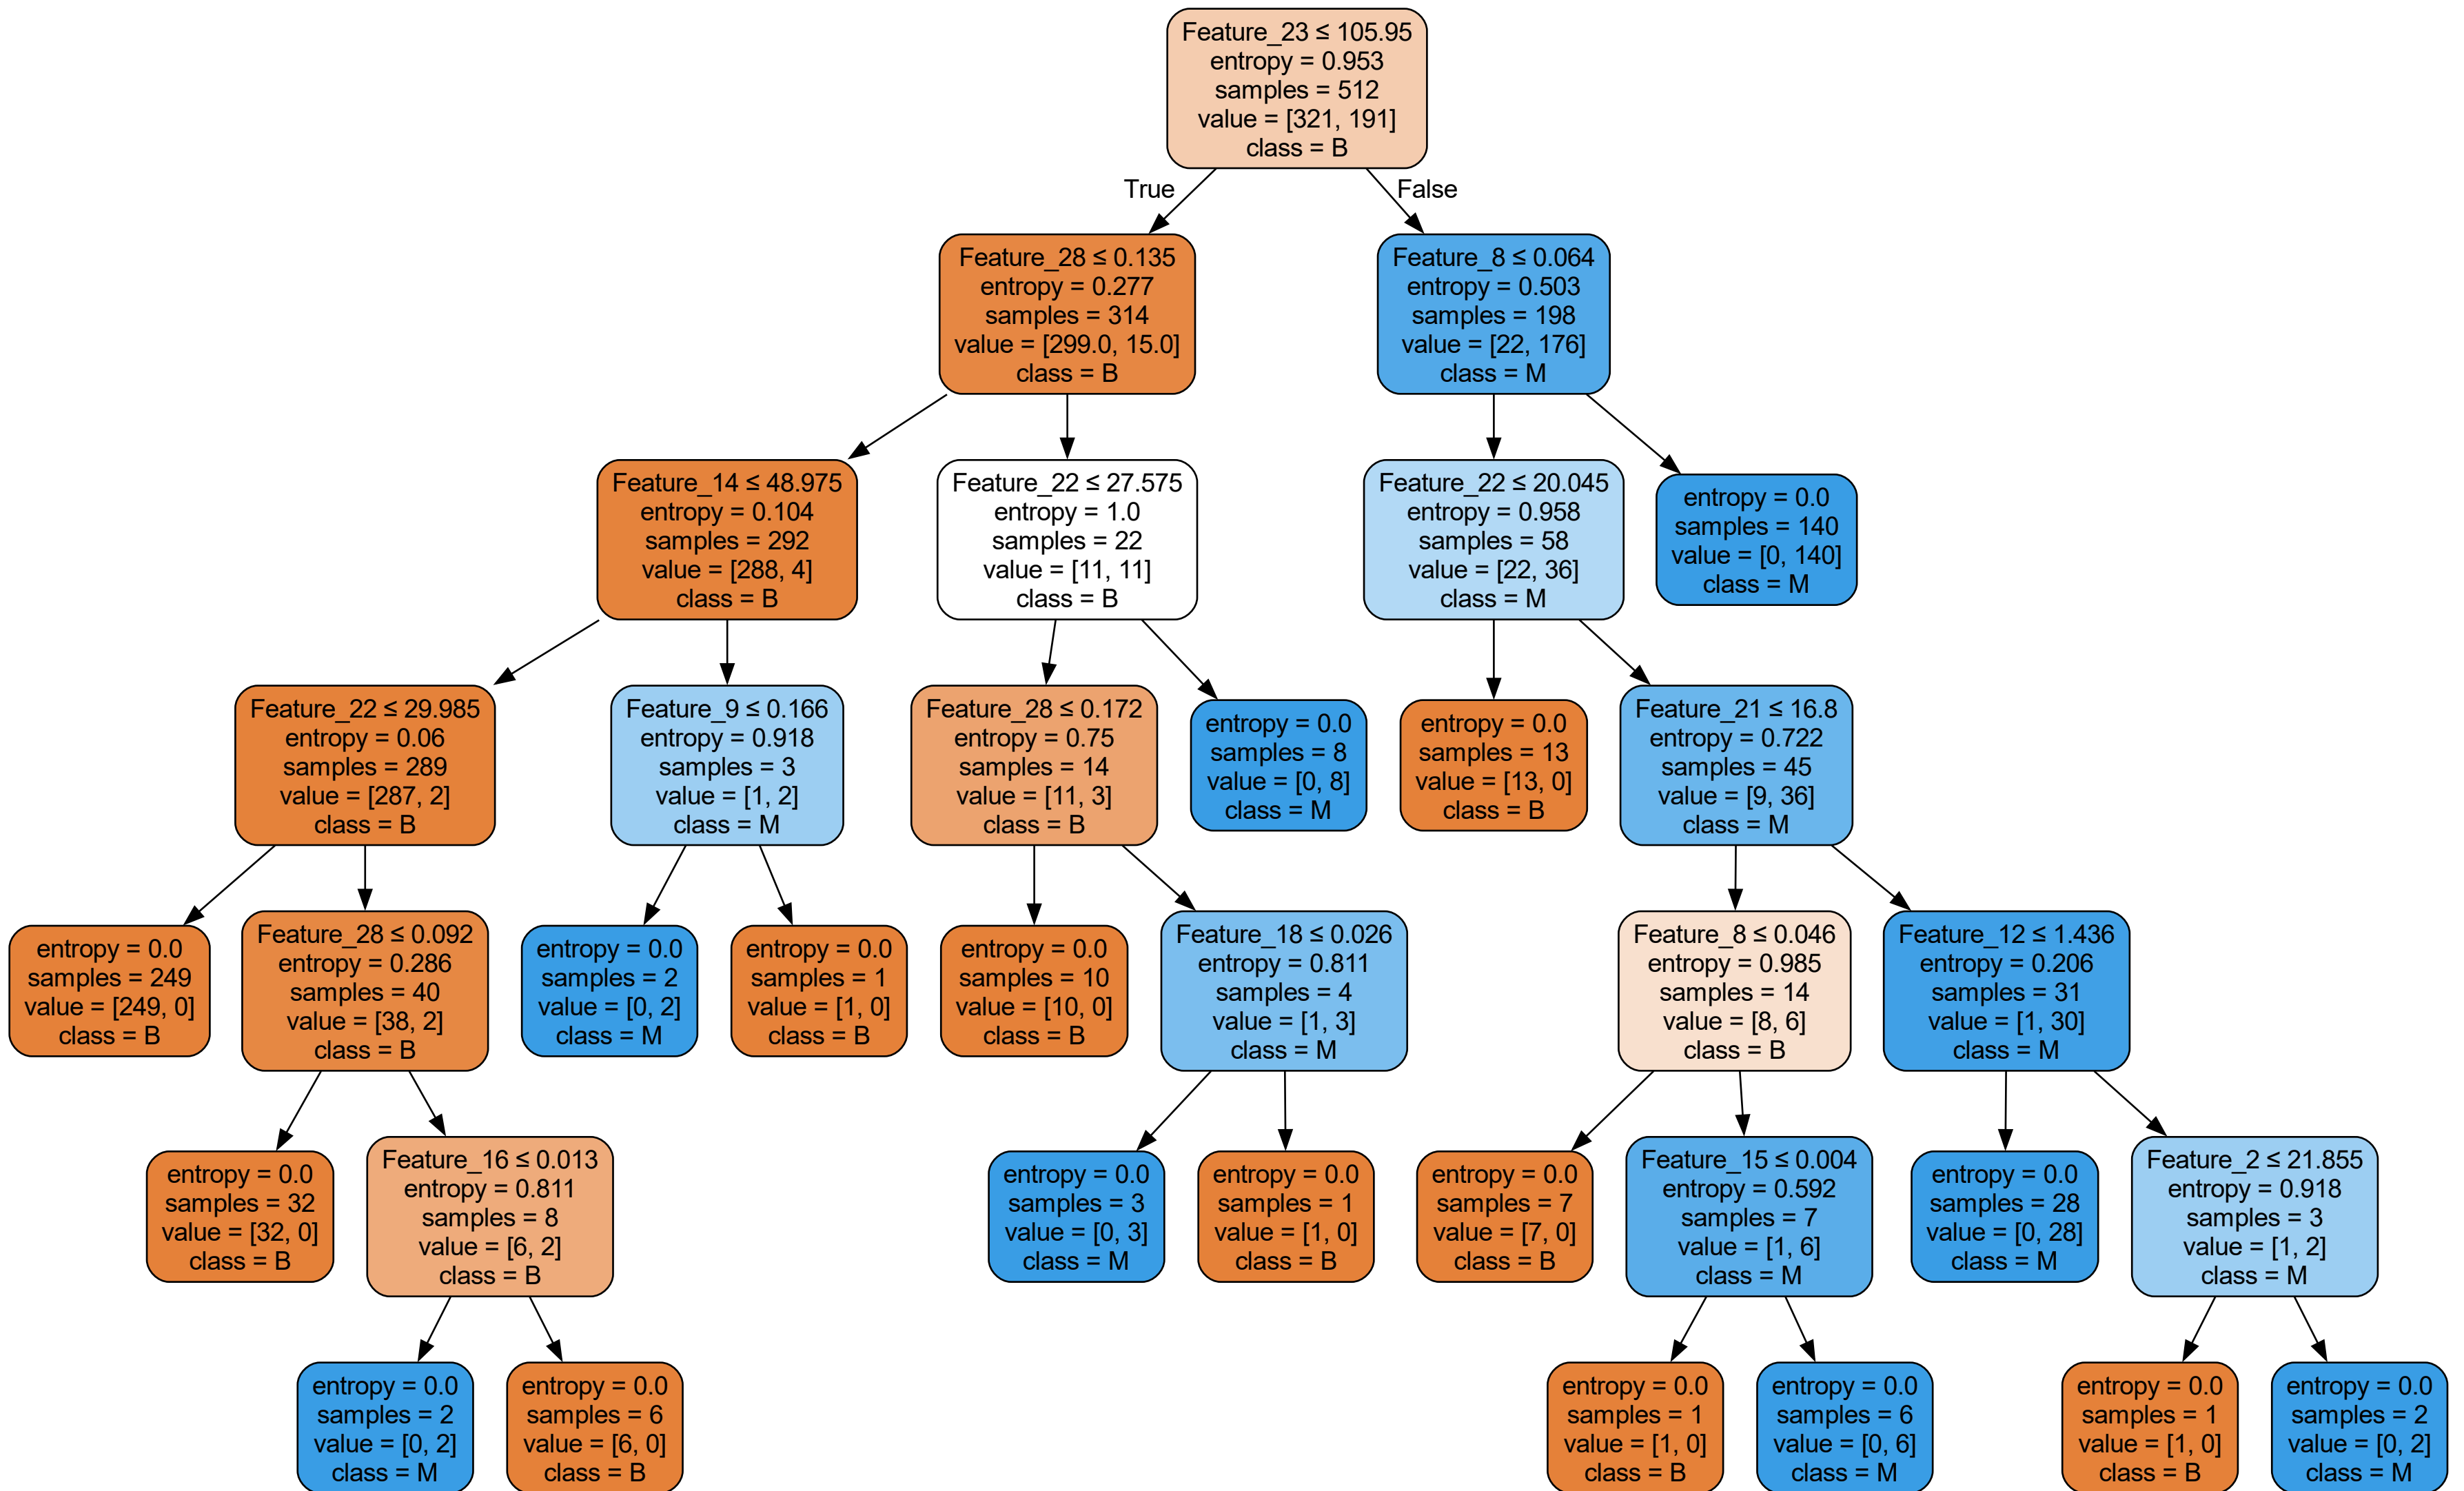 Feature_23 ≤ 105.95
entropy = 0.953
samples = 512
value = [321, 191]
class = B
True
False
Feature_28 ≤ 0.135
entropy = 0.277
samples = 314
value = [299.0, 15.0]
class = B
Feature_8 ≤ 0.064
entropy = 0.503
samples = 198
value = [22, 176]
class = M
Feature_14 ≤ 48.975
entropy = 0.104
samples = 292
value = [288, 4]
class = B
Feature_22 ≤ 27.575
entropy = 1.0
samples = 22
value = [11, 11]
class = B
Feature_22 ≤ 20.045
entropy = 0.958
samples = 58
value = [22, 36]
class = M
entropy = 0.0
samples = 140
value = [0, 140]
class = M
Feature_22 ≤ 29.985
entropy = 0.06
samples = 289
value = [287, 2]
class = B
Feature_9 ≤ 0.166
entropy = 0.918
samples = 3
value = [1, 2]
class = M
Feature_28 ≤ 0.172
entropy = 0.75
samples = 14
value = [11, 3]
class = B
entropy = 0.0
samples = 8
value = [0, 8]
class = M
entropy = 0.0
samples = 13
value = [13, 0]
class = B
Feature_21 ≤ 16.8
entropy = 0.722
samples = 45
value = [9, 36]
class = M
entropy = 0.0
samples = 249
value = [249, 0]
class = B
Feature_28 ≤ 0.092
entropy = 0.286
samples = 40
value = [38, 2]
class = B
entropy = 0.0
samples = 2
value = [0, 2]
class = M
entropy = 0.0
samples = 1
value = [1, 0]
class = B
entropy = 0.0
samples = 10
value = [10, 0]
class = B
Feature_18 ≤ 0.026
entropy = 0.811
samples = 4
value = [1, 3]
class = M
Feature_8 ≤ 0.046
entropy = 0.985
samples = 14
value = [8, 6]
class = B
Feature_12 ≤ 1.436
entropy = 0.206
samples = 31
value = [1, 30]
class = M
entropy = 0.0
samples = 32
value = [32, 0]
class = B
Feature_16 ≤ 0.013
entropy = 0.811
samples = 8
value = [6, 2]
class = B
entropy = 0.0
samples = 3
value = [0, 3]
class = M
entropy = 0.0
samples = 1
value = [1, 0]
class = B
entropy = 0.0
samples = 7
value = [7, 0]
class = B
Feature_15 ≤ 0.004
entropy = 0.592
samples = 7
value = [1, 6]
class = M
entropy = 0.0
samples = 28
value = [0, 28]
class = M
Feature_2 ≤ 21.855
entropy = 0.918
samples = 3
value = [1, 2]
class = M
entropy = 0.0
samples = 2
value = [0, 2]
class = M
entropy = 0.0
samples = 6
value = [6, 0]
class = B
entropy = 0.0
samples = 1
value = [1, 0]
class = B
entropy = 0.0
samples = 6
value = [0, 6]
class = M
entropy = 0.0
samples = 1
value = [1, 0]
class = B
entropy = 0.0
samples = 2
value = [0, 2]
class = M